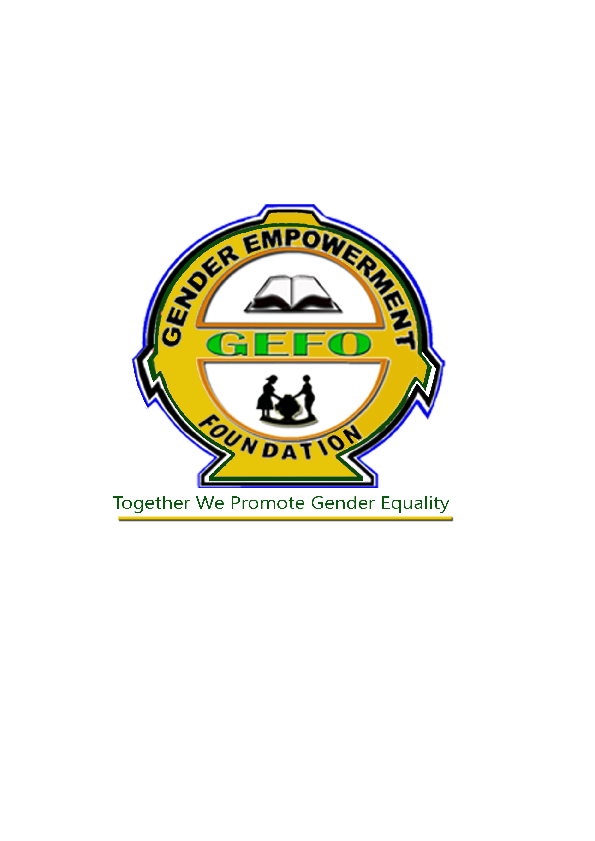 GENDER EMPOWERMENT
GEFO
FOUNDATION
Together We Promote Gender Equality